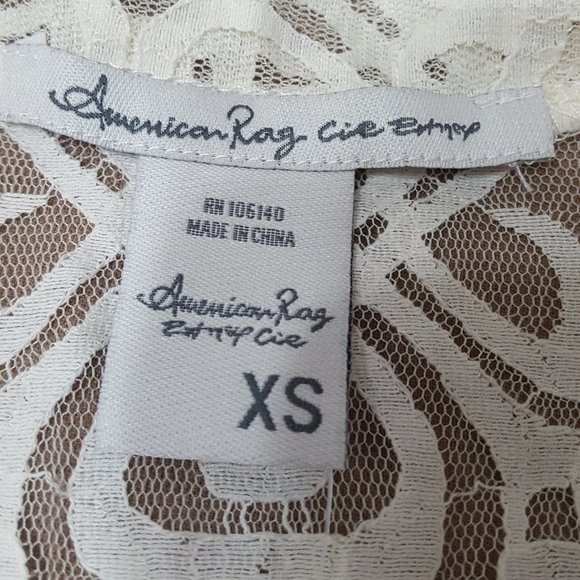 American Rag Cie
RN 106140
MADE IN CHINA
American Rag
Cie
XS